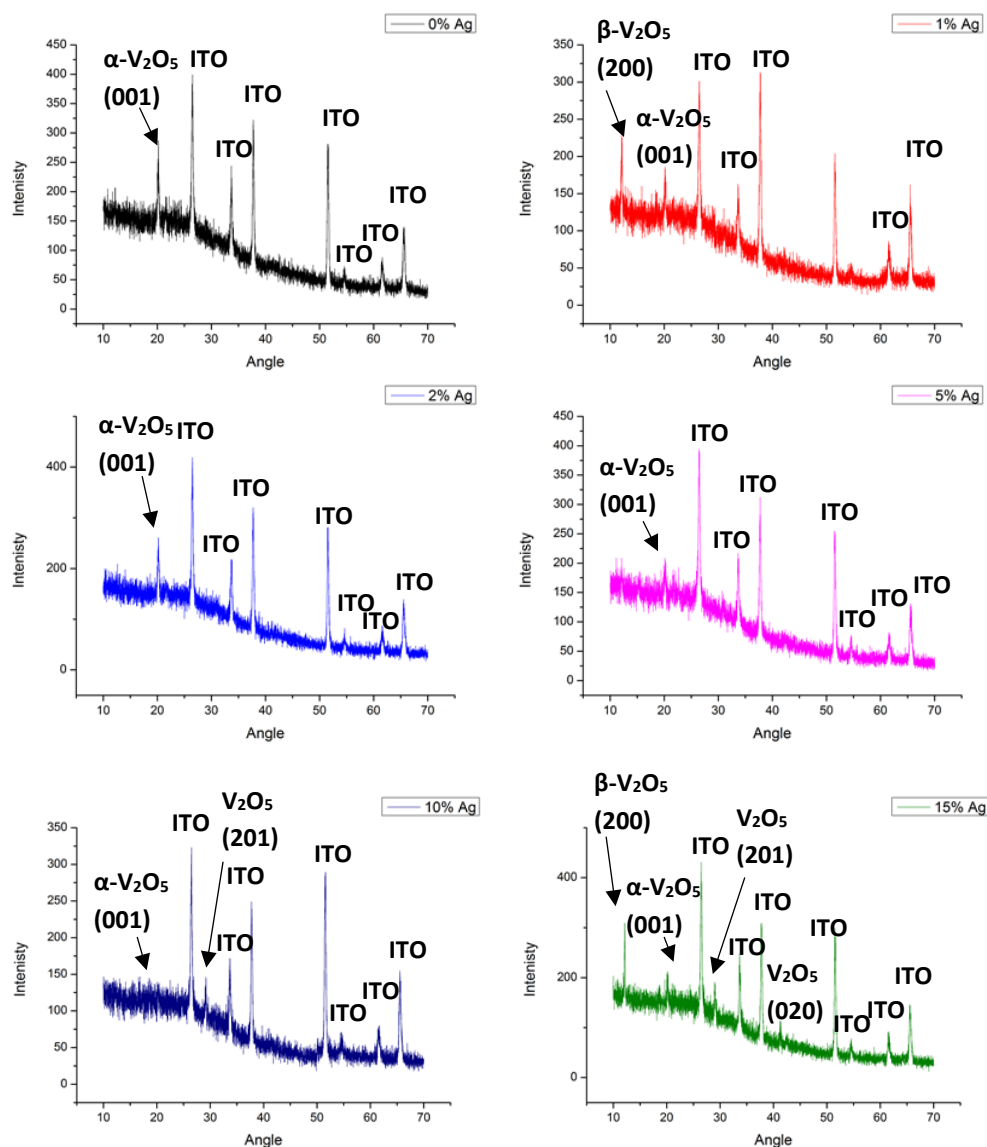 0% Ag
α-V₂O₅
(001)
ITO
ITO
ITO
ITO
ITO
ITO
ITO
450
400
350
300
250
200
150
100
50
0
Intenisty
10 20 30 40 50 60 70
Angle
1% Ag
β-V₂O₅
(200)
α-V₂O₅
(001)
ITO
ITO
ITO
ITO
ITO
350
300
250
200
150
100
50
0
Intenisty
10 20 30 40 50 60 70
Angle
2% Ag
α-V₂O₅
(001)
ITO
ITO
ITO
ITO
ITO
ITO
ITO
400
200
0
Intenisty
10 20 30 40 50 60 70
Angle
5% Ag
α-V₂O₅
(001)
ITO
ITO
ITO
ITO
ITO
ITO
ITO
450
400
350
300
250
200
150
100
50
0
Intenisty
10 20 30 40 50 60 70
Angle
10% Ag
V₂O₅
(201)
α-V₂O₅
(001)
ITO
ITO
ITO
ITO
ITO
ITO
ITO
350
300
250
200
150
100
50
0
Intenisty
10 20 30 40 50 60 70
Angle
15% Ag
β-V₂O₅
(200)
α-V₂O₅
(001)
V₂O₅
(201)
V₂O₅
(020)
ITO
ITO
ITO
ITO
ITO
ITO
ITO
400
200
0
Intenisty
10 20 30 40 50 60 70
Angle